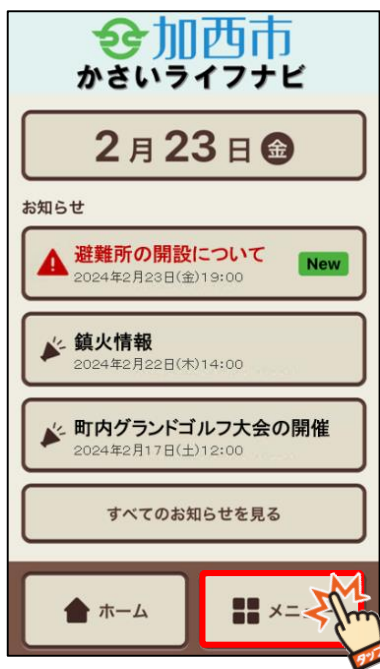 加西市
かさいライフナビ
2月23日金
お知らせ
避難所の開設について
New
2024年2月23日(金)19:00
鎮火情報
2024年2月22日(木)14:00
町内グランドゴルフ大会の開催
2024年2月17日(土)12:00
すべてのお知らせを見る
ホーム
メニ
タップ